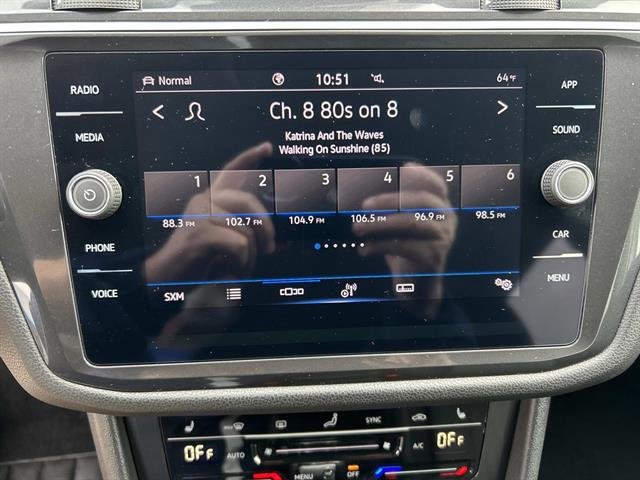 RADIO
MEDIA
PHONE
VOICE
APP
SOUND
CAR
MENU
Normal 10:51 64 °F
< Ch. 8 80s on 8 >
Katrina And The Waves
Walking On Sunshine (85)
1 2 3 4 5 6
88.3 FM 102.7 FM 104.9 FM 106.5 FM 96.9 FM 98.5 FM
SXM
SYNC
OFF AUTO A/C OFF
MENU OFF